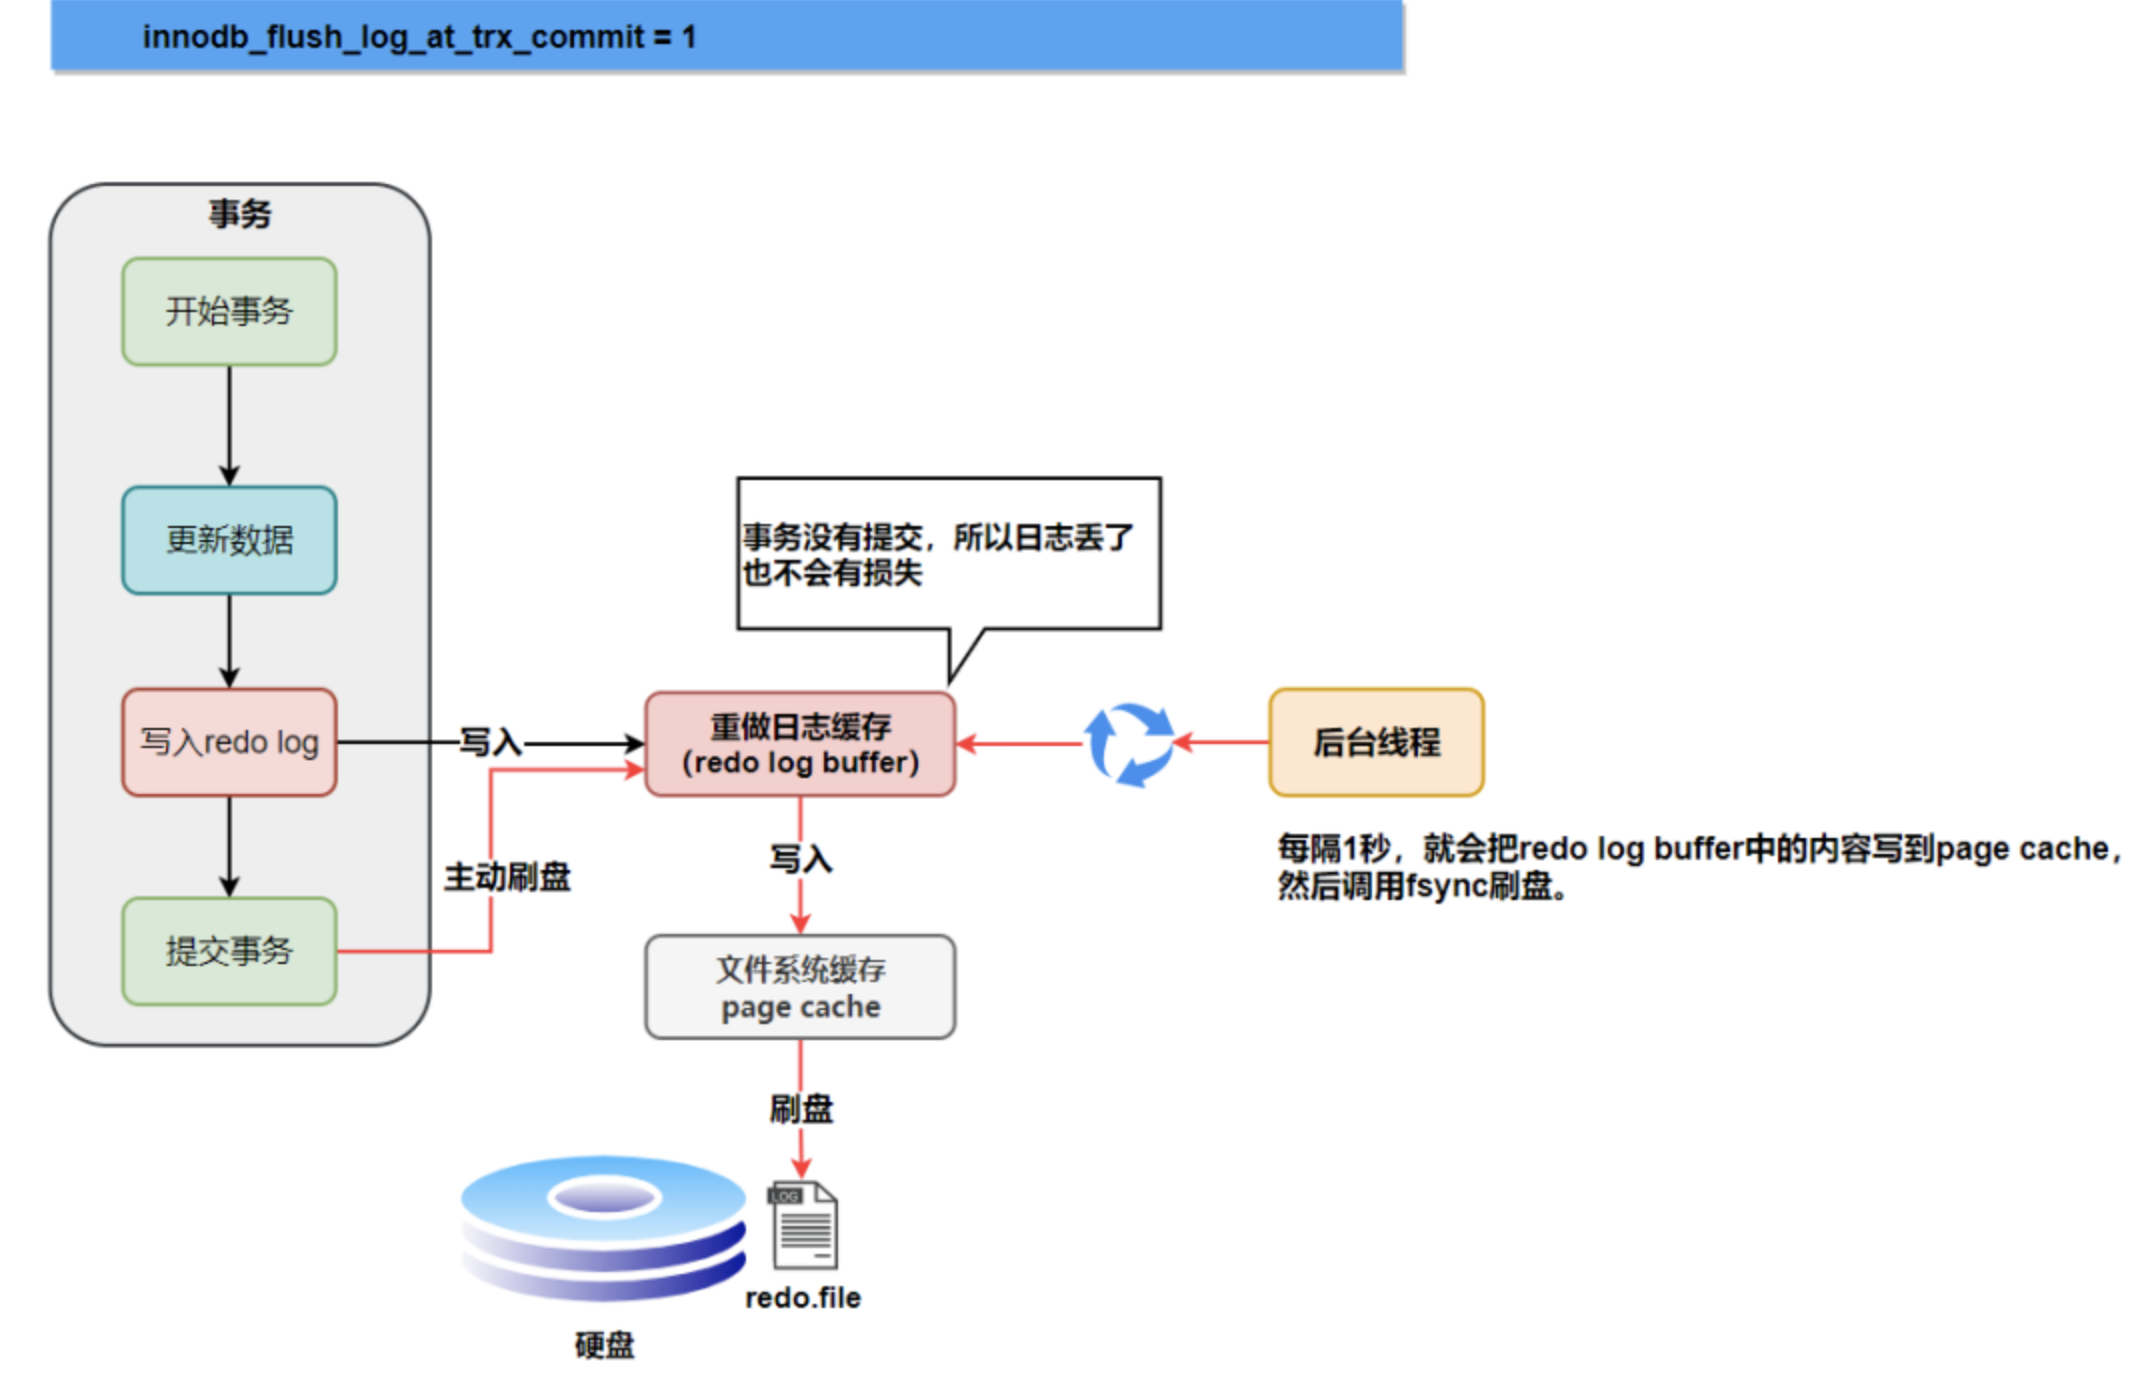 innodb_flush_log_at_trx_commit = 1
事务
开始事务
更新数据
事务没有提交，所以日志丢了
也不会有损失
写入redo log
写入
重做日志缓存
（redo log buffer）
后台线程
每隔1秒，就会把redo log buffer中的内容写到page cache，
然后调用fsync刷盘。
主动刷盘
写入
提交事务
文件系统缓存
page cache
刷盘
LOG
redo.file
硬盘